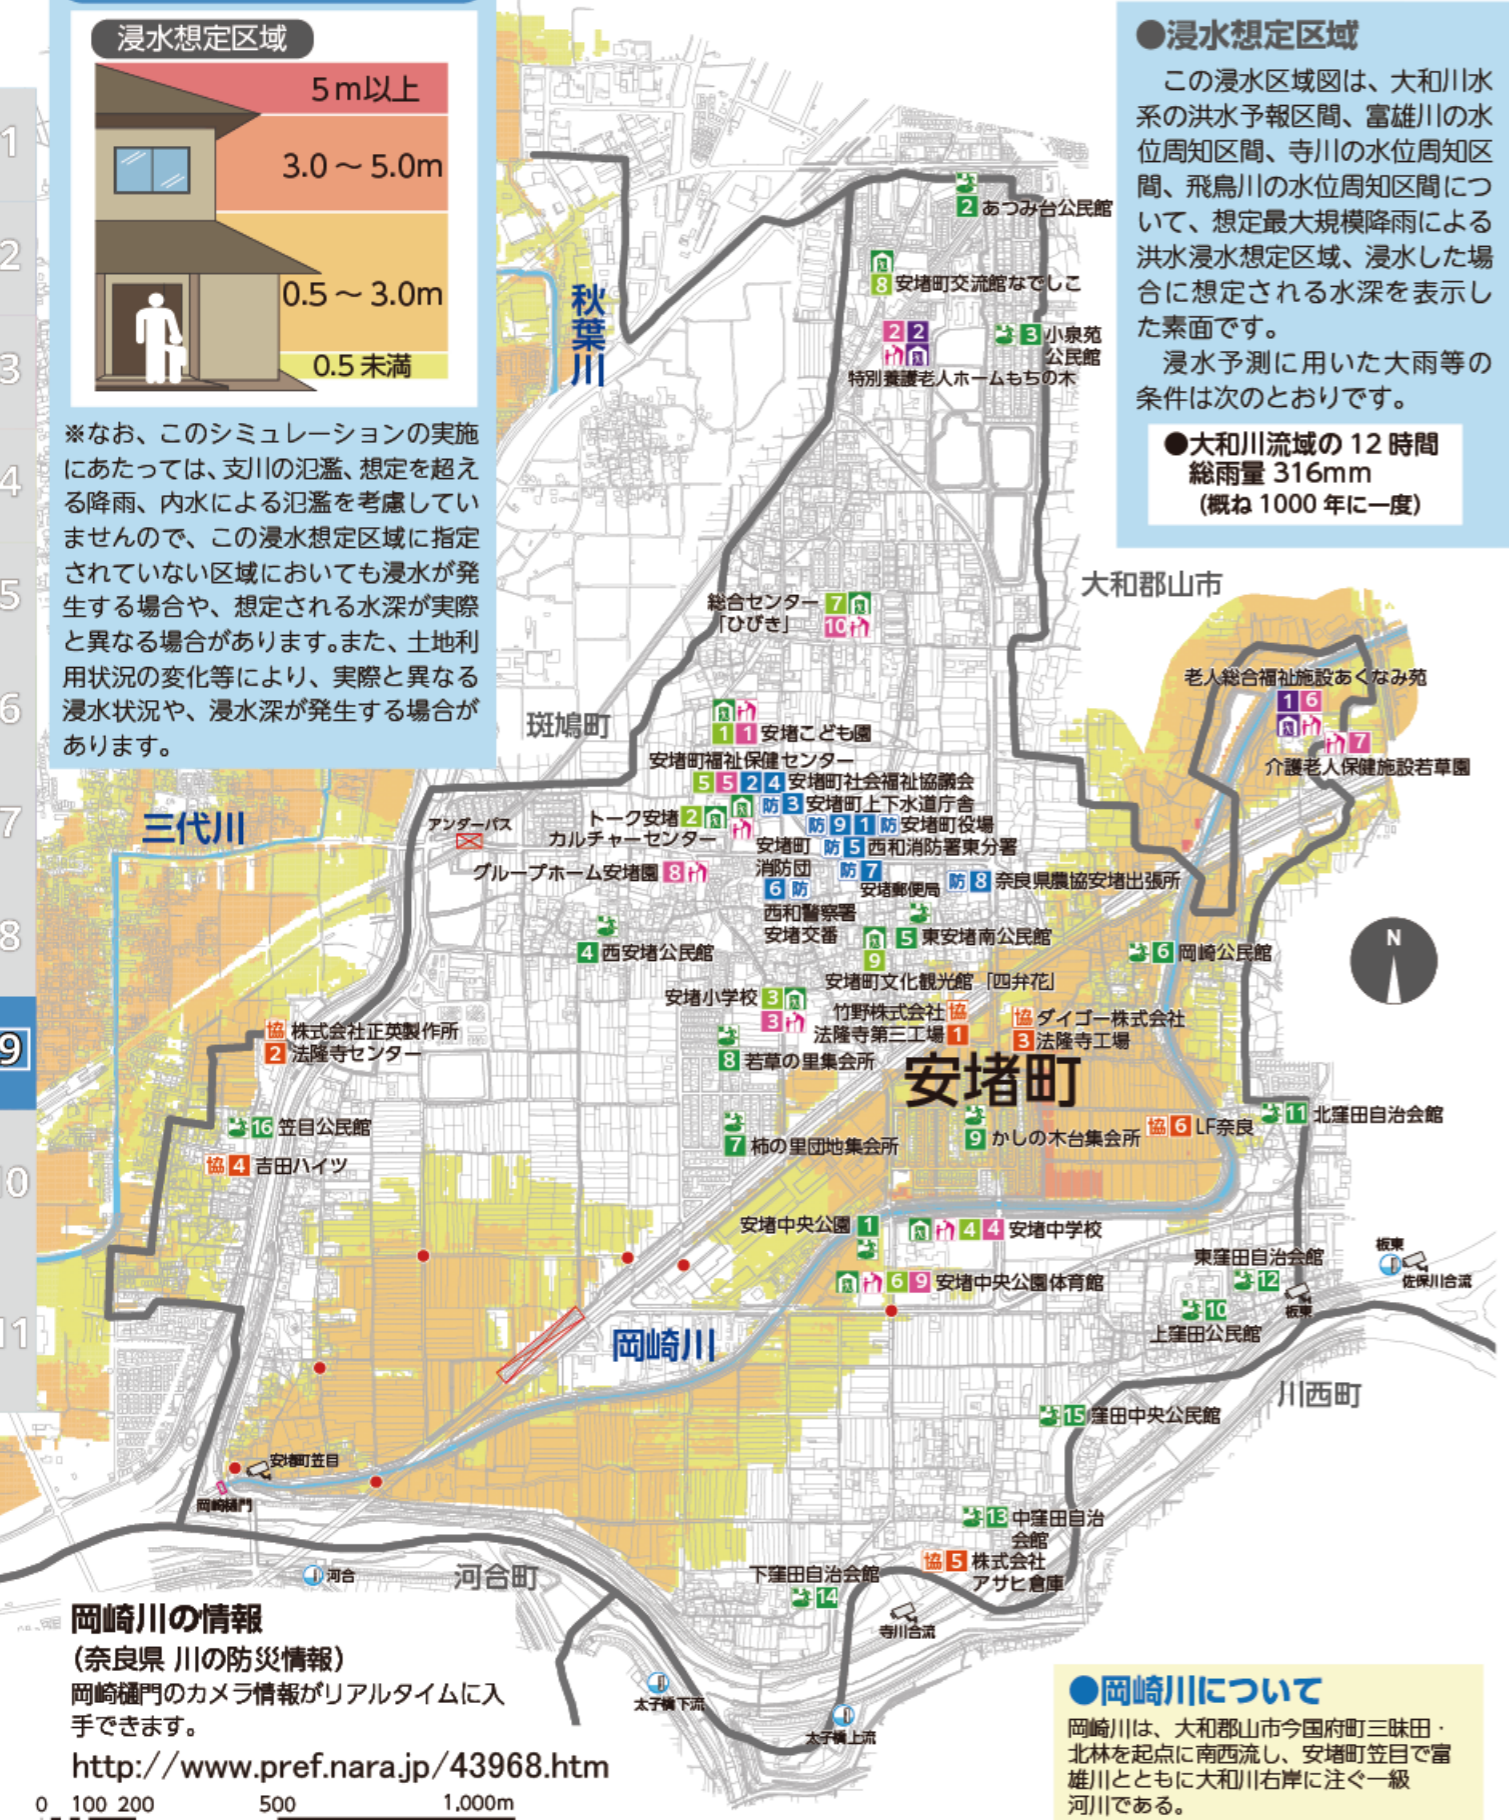 浸水想定区域
5m以上
3.0～5.0m
0.5～3.0m
0.5未満
※なお、このシミュレーションの実施
にあたっては、支川の氾濫、想定を超え
る降雨、内水による氾濫を考慮してい
ませんので、この浸水想定区域に指定
されていない区域においても浸水が発
生する場合や、想定される水深が実際
と異なる場合があります。また、土地利
用状況の変化等により、実際と異なる
浸水状況や、浸水深が発生する場合が
あります。
●浸水想定区域
この浸水区域図は、大和川水
系の洪水予報区間、富雄川の水
位周知区間、寺川の水位周知区
間、飛鳥川の水位周知区間につ
いて、想定最大規模降雨による
洪水浸水想定区域、浸水した場
合に想定される水深を表示し
た素面です。
浸水予測に用いた大雨等の
条件は次のとおりです。
●大和川流域の12時間
総雨量 316mm
(概ね1000年に一度)
1
2
3
4
5
6
7
8
9
10
11
秋葉川
2 あつみ台公民館
8 安堵町交流館なでしこ
2 2
特別養護老人ホームもちの木
3 小泉苑
公民館
大和郡山市
総合センター 7
「ひびき」 10
斑鳩町
老人総合福祉施設あくなみ苑
1 6
7
介護老人保健施設若草園
1 1 安堵こども園
安堵町福祉保健センター
5 5 2 4 安堵町社会福祉協議会
防 3 安堵町上下水道庁舎
トーク安堵 2
カルチャーセンター
防 9 1 防 安堵町役場
安堵町
消防団
6 防
防 5 西和消防署東分署
防 7
安堵郵便局
防 8 奈良県農協安堵出張所
三代川
アンダーパス
グループホーム安堵園 8
西和警察署
安堵交番
4 西安堵公民館
5 東安堵南公民館
9
安堵町文化観光館「四弁花」
6 岡崎公民館
N
安堵小学校 3
3
竹野株式会社 協
法隆寺第三工場 1
協 ダイゴー株式会社
3 法隆寺工場
協 株式会社正英製作所
2 法隆寺センター
8 若草の里集会所
安堵町
16 笠目公民館
協 4 吉田ハイツ
7 柿の里団地集会所
9 かしの木台集会所
協 6 LF奈良
11 北窪田自治会館
安堵中央公園 1
4 4 安堵中学校
6 9 安堵中央公園体育館
東窪田自治会館
12
板東
佐保川合流
板東
10
上窪田公民館
岡崎川
川西町
15 窪田中央公民館
安堵町笠目
岡崎樋門
13 中窪田自治
会館
協 5 株式会社
アサヒ倉庫
下窪田自治会館
14
寺川合流
河合
河合町
太子橋下流
太子橋上流
岡崎川の情報
(奈良県 川の防災情報)
岡崎樋門のカメラ情報がリアルタイムに入
手できます。
http://www.pref.nara.jp/43968.htm
0 100 200 500 1,000m
●岡崎川について
岡崎川は、大和郡山市今国府町三昧田・
北林を起点に南西流し、安堵町笠目で富
雄川とともに大和川右岸に注ぐ一級
河川である。